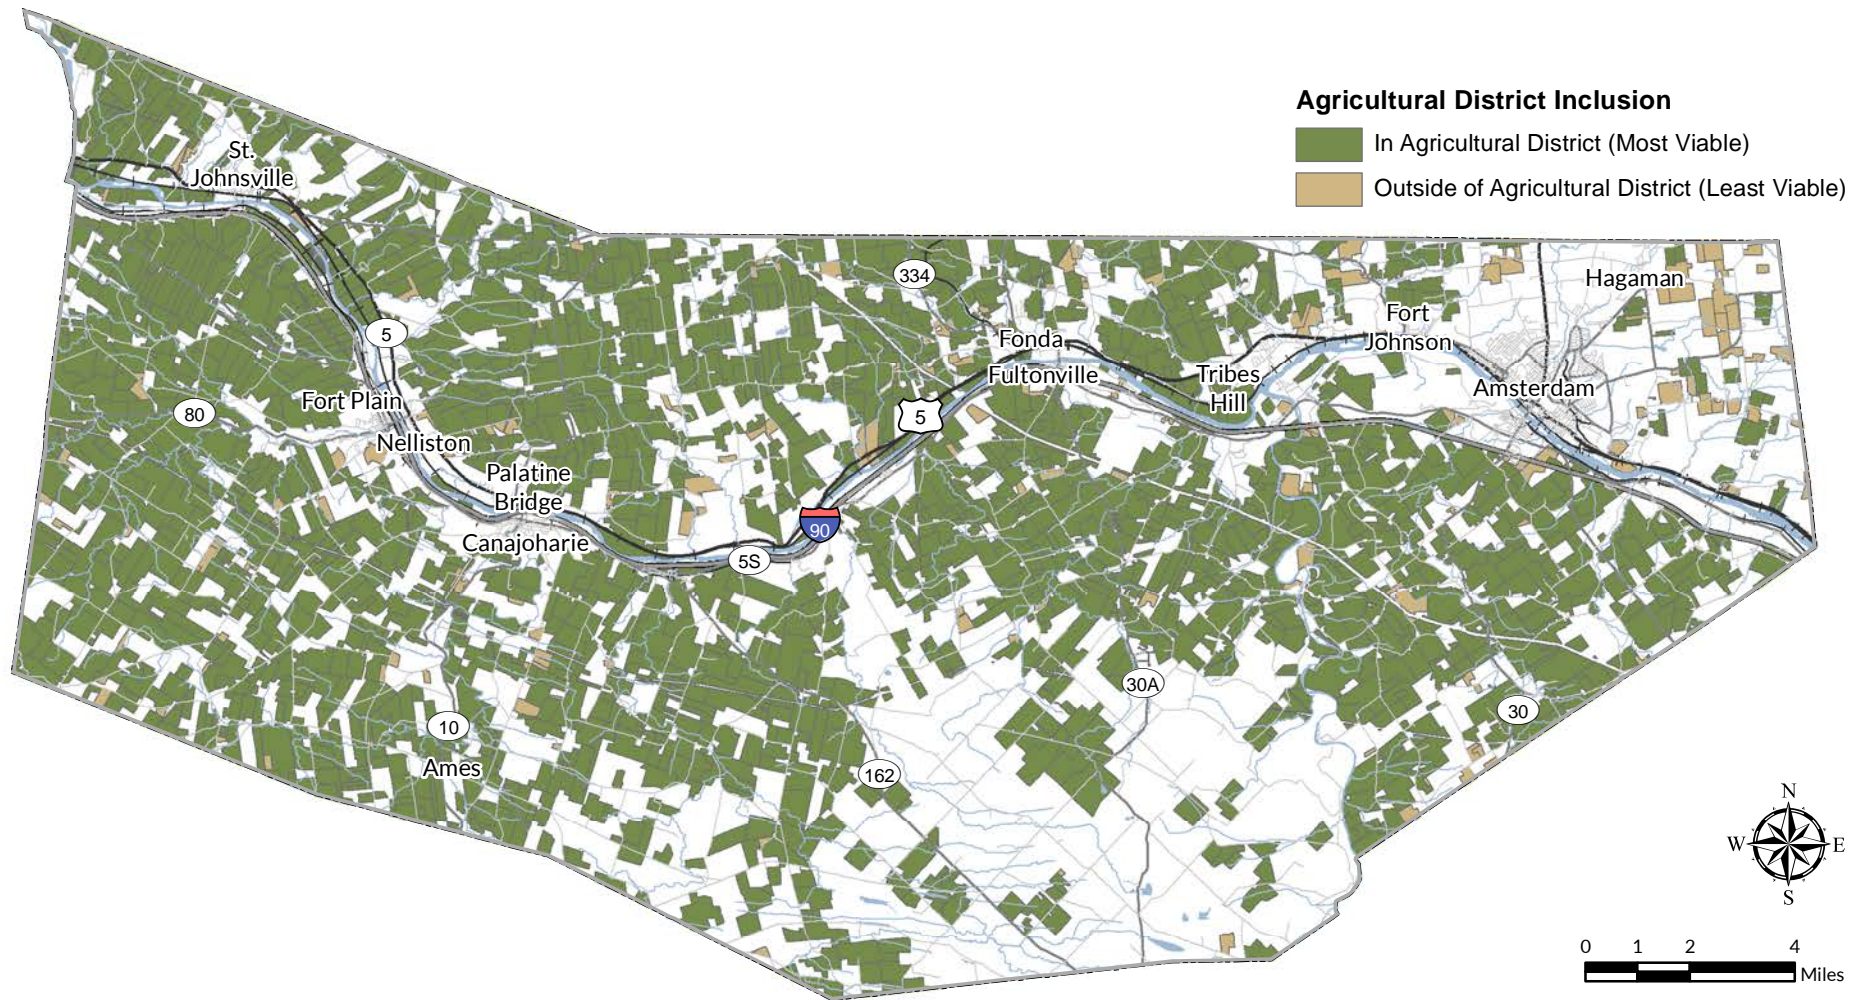 Agricultural District Inclusion
In Agricultural District (Most Viable)
Outside of Agricultural District (Least Viable)
St.
Johnsville
334
Hagaman
5
Fonda
Fort
Johnson
Fultonville
Tribes
Hill
Amsterdam
Fort Plain
80
5
Nelliston
Palatine
Bridge
90
Canajoharie
5S
30A
30
10
Ames
162
N
W
E
S
0 1 2 4
Miles